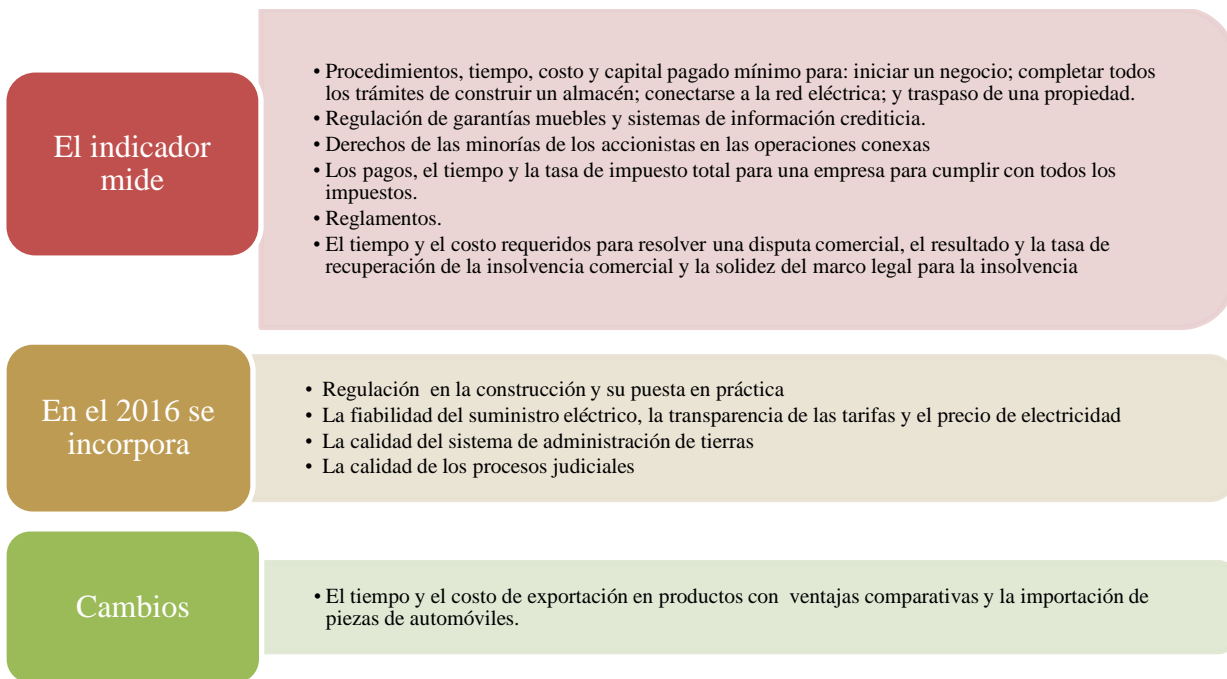 El indicador
mide
• Procedimientos, tiempo, costo y capital pagado mínimo para: iniciar un negocio; completar todos
los trámites de construir un almacén; conectarse a la red eléctrica; y traspaso de una propiedad.
• Regulación de garantías muebles y sistemas de información crediticia.
• Derechos de las minorías de los accionistas en las operaciones conexas
• Los pagos, el tiempo y la tasa de impuesto total para una empresa para cumplir con todos los
impuestos.
• Reglamentos.
• El tiempo y el costo requeridos para resolver una disputa comercial, el resultado y la tasa de
recuperación de la insolvencia comercial y la solidez del marco legal para la insolvencia
En el 2016 se
incorpora
• Regulación en la construcción y su puesta en práctica
• La fiabilidad del suministro eléctrico, la transparencia de las tarifas y el precio de electricidad
• La calidad del sistema de administración de tierras
• La calidad de los procesos judiciales
Cambios
• El tiempo y el costo de exportación en productos con ventajas comparativas y la importación de
piezas de automóviles.